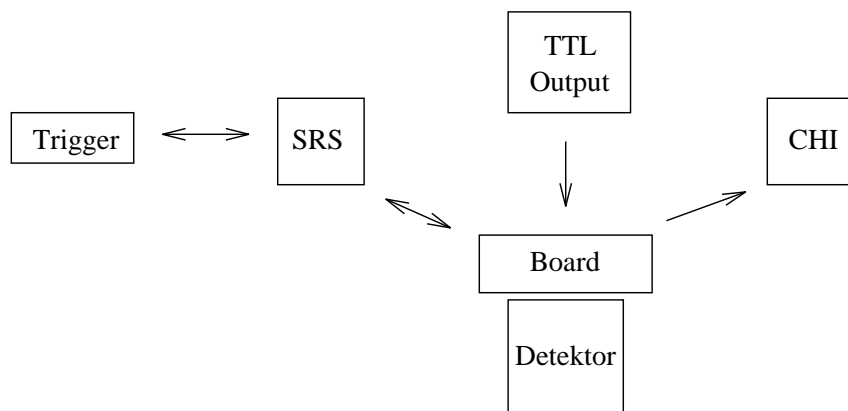 TTL
Output
Trigger
SRS
CHI
Board
Detektor